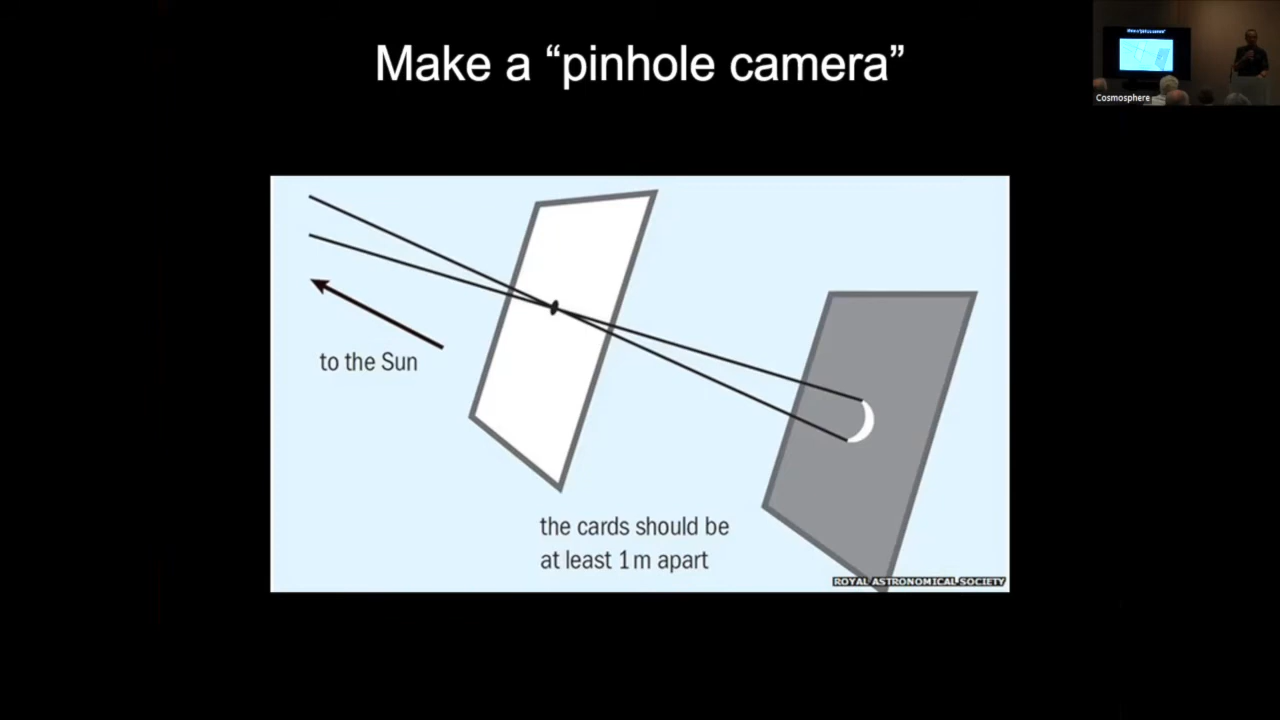 Make a “pinhole camera”
Cosmosphere
to the Sun
the cards should be
at least 1 m apart
ROYAL ASTRONOMICAL SOCIETY